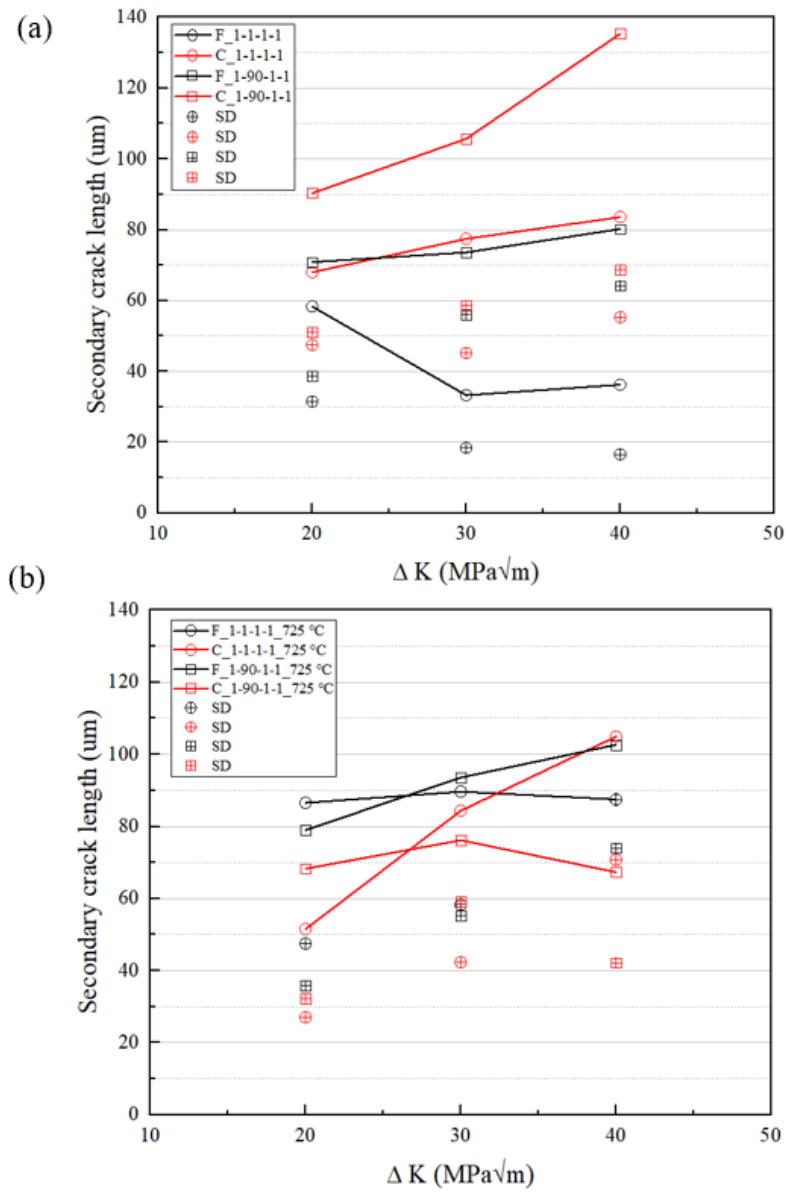 (a)
140
120
100
80
60
40
20
0
Secondary crack length (um)
F_1-1-1-1
C_1-1-1-1
F_1-90-1-1
C_1-90-1-1
SD
SD
SD
SD
10
20
30
40
50
Δ K (MPa√m)
(b)
140
120
100
80
60
40
20
0
Secondary crack length (um)
F_1-1-1-1_725 °C
C_1-1-1-1_725 °C
F_1-90-1-1_725 °C
C_1-90-1-1_725 °C
SD
SD
SD
SD
10
20
30
40
50
Δ K (MPa√m)